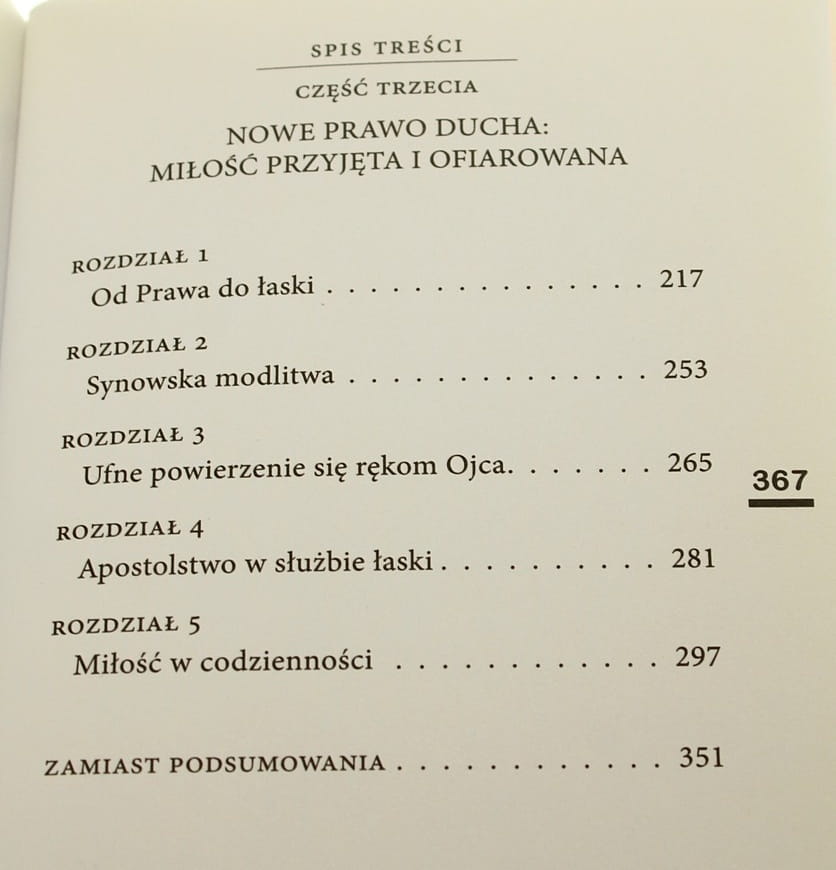 SPIS TREŚCI
CZĘŚĆ TRZECIA
NOWE PRAWO DUCHA:
MIŁOŚĆ PRZYJĘTA I OFIAROWANA
ROZDZIAŁ 1
Od Prawa do łaski . . . . . . . . . . . . . . . 217
ROZDZIAŁ 2
Synowska modlitwa . . . . . . . . . . . . . . 253
ROZDZIAŁ 3
Ufne powierzenie się rękom Ojca. . . . . . . 265
367
ROZDZIAŁ 4
Apostolstwo w służbie łaski . . . . . . . . . . 281
ROZDZIAŁ 5
Miłość w codzienności . . . . . . . . . . . . 297
ZAMIAST PODSUMOWANIA . . . . . . . . . . . . 351